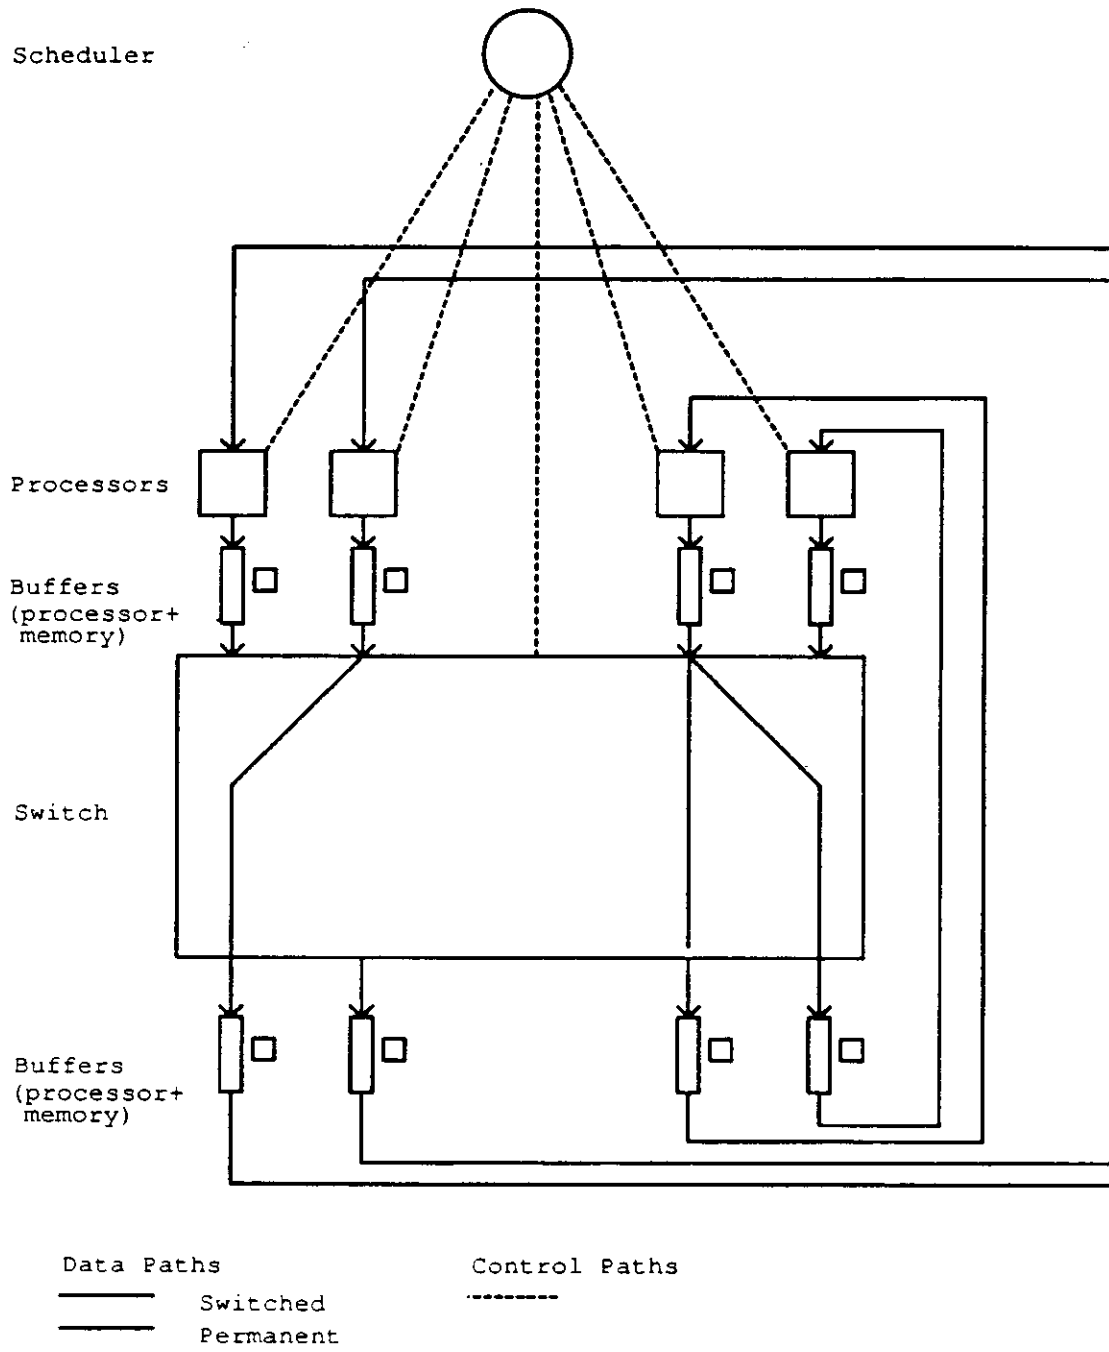 Scheduler
Processors
Buffers
(processor+
memory)
Switch
Buffers
(processor+
memory)
Data Paths
Control Paths
Switched
Permanent